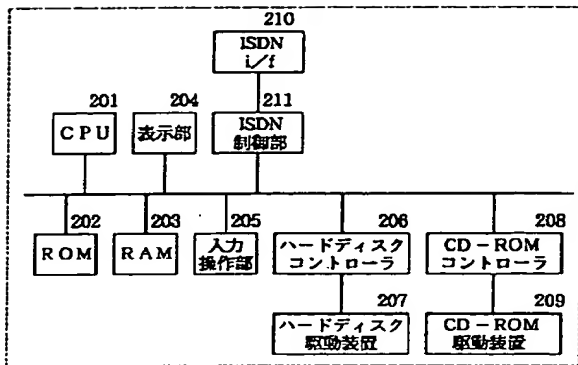 210
ISDN
i/f
201
204
211
CPU
表示部
ISDN
制御部
202
203
205
206
208
ROM
RAM
入力
操作部
ハードディスク
コントローラ
CD-ROM
コントローラ
207
209
ハードディスク
駆動装置
CD-ROM
駆動装置